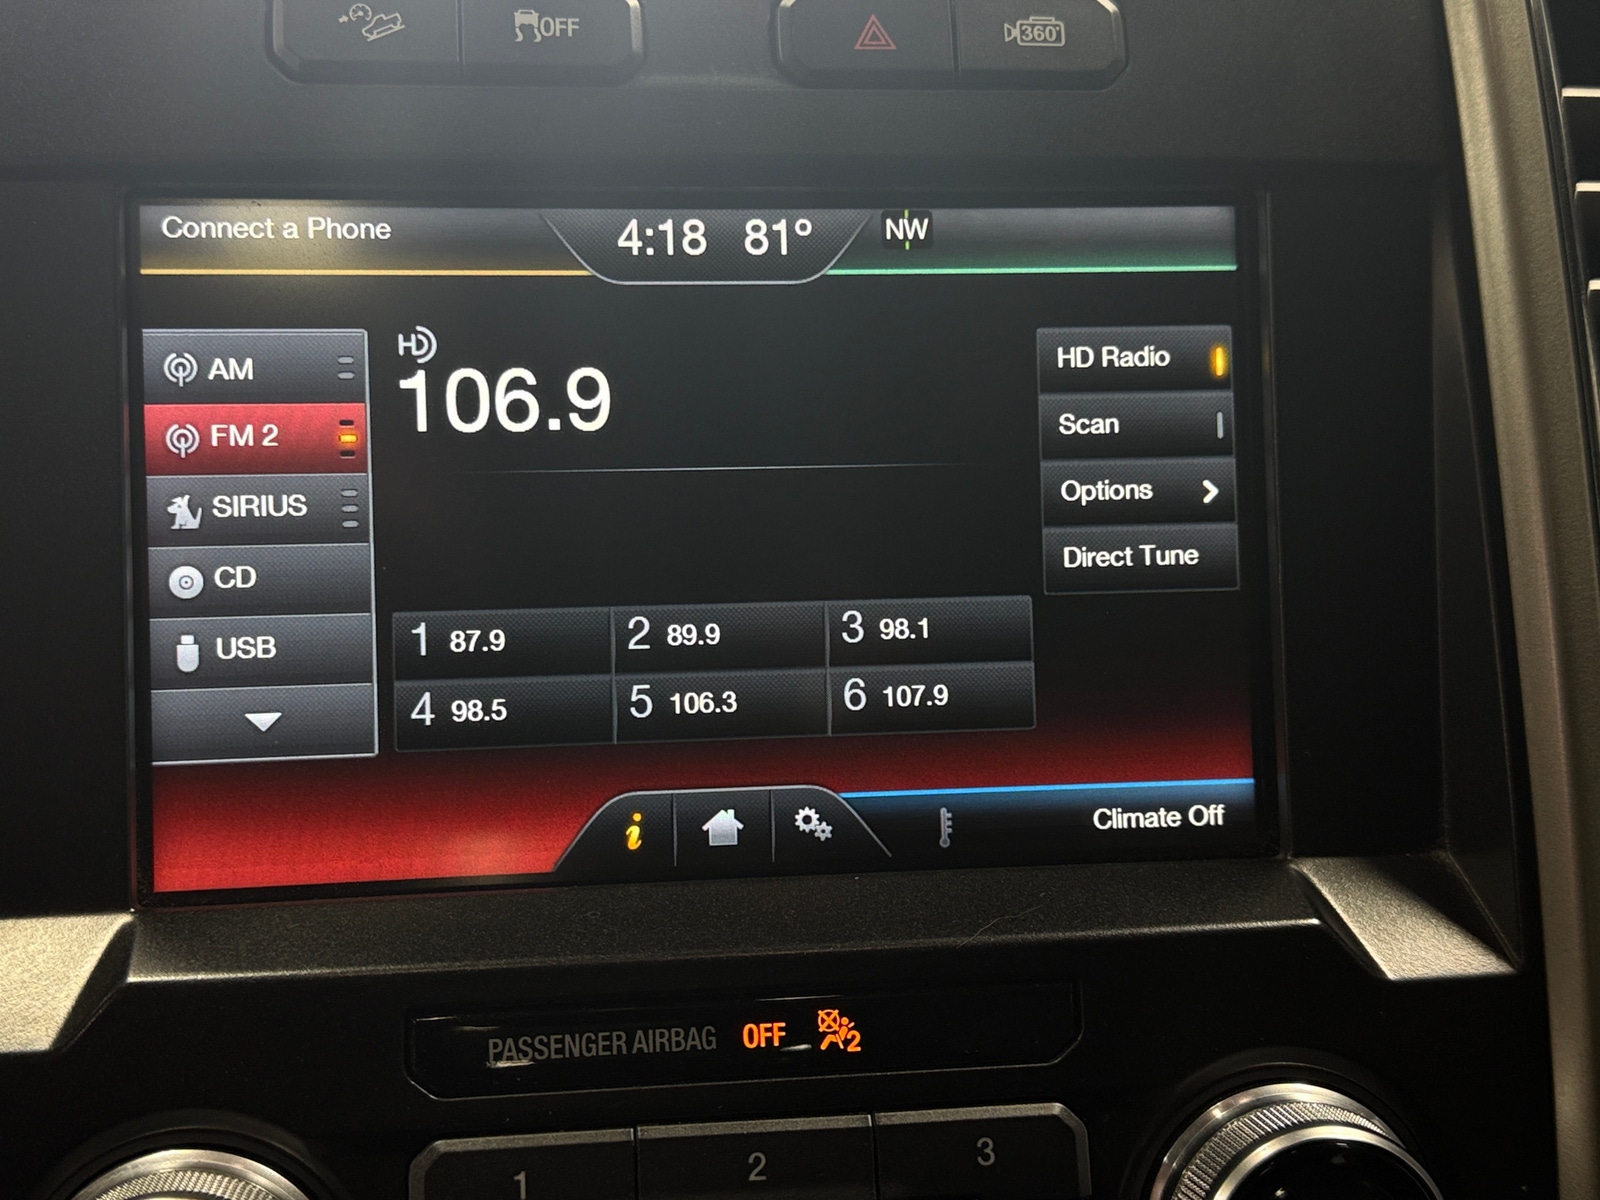 OFF
360°
Connect a Phone
4:18 81° NW
AM
FM 2
SIRIUS
CD
USB
HD
106.9
HD Radio
Scan
Options
Direct Tune
1 87.9 2 89.9 3 98.1
4 98.5 5 106.3 6 107.9
i
Climate Off
PASSENGER AIRBAG OFF 2
1 2 3